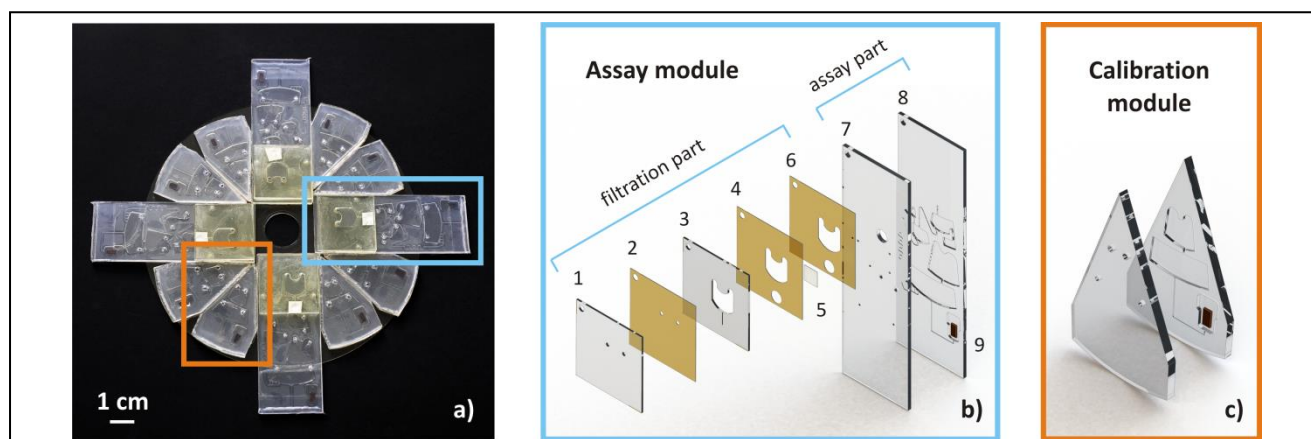 1 cm
a)
Assay module
filtration part
assay part
1
2
3
4
5
6
7
8
9
b)
Calibration
module
c)